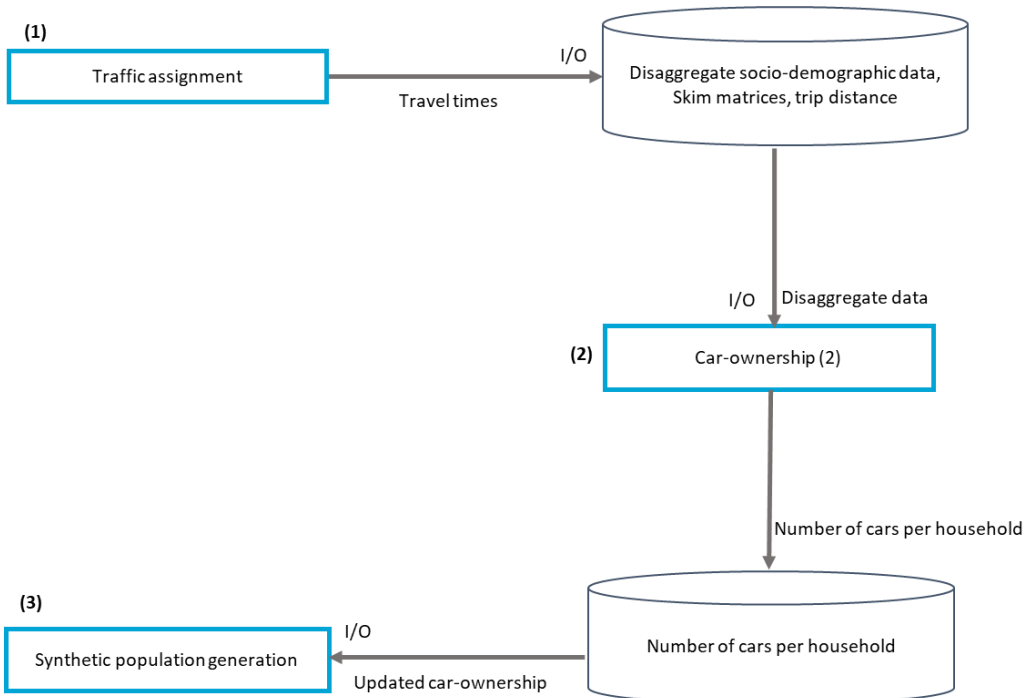 (1)
Traffic assignment
I/O
Travel times
Disaggregate socio-demographic data,
Skim matrices, trip distance
I/O
Disaggregate data
(2)
Car-ownership (2)
Number of cars per household
Number of cars per household
(3)
I/O
Synthetic population generation
Updated car-ownership